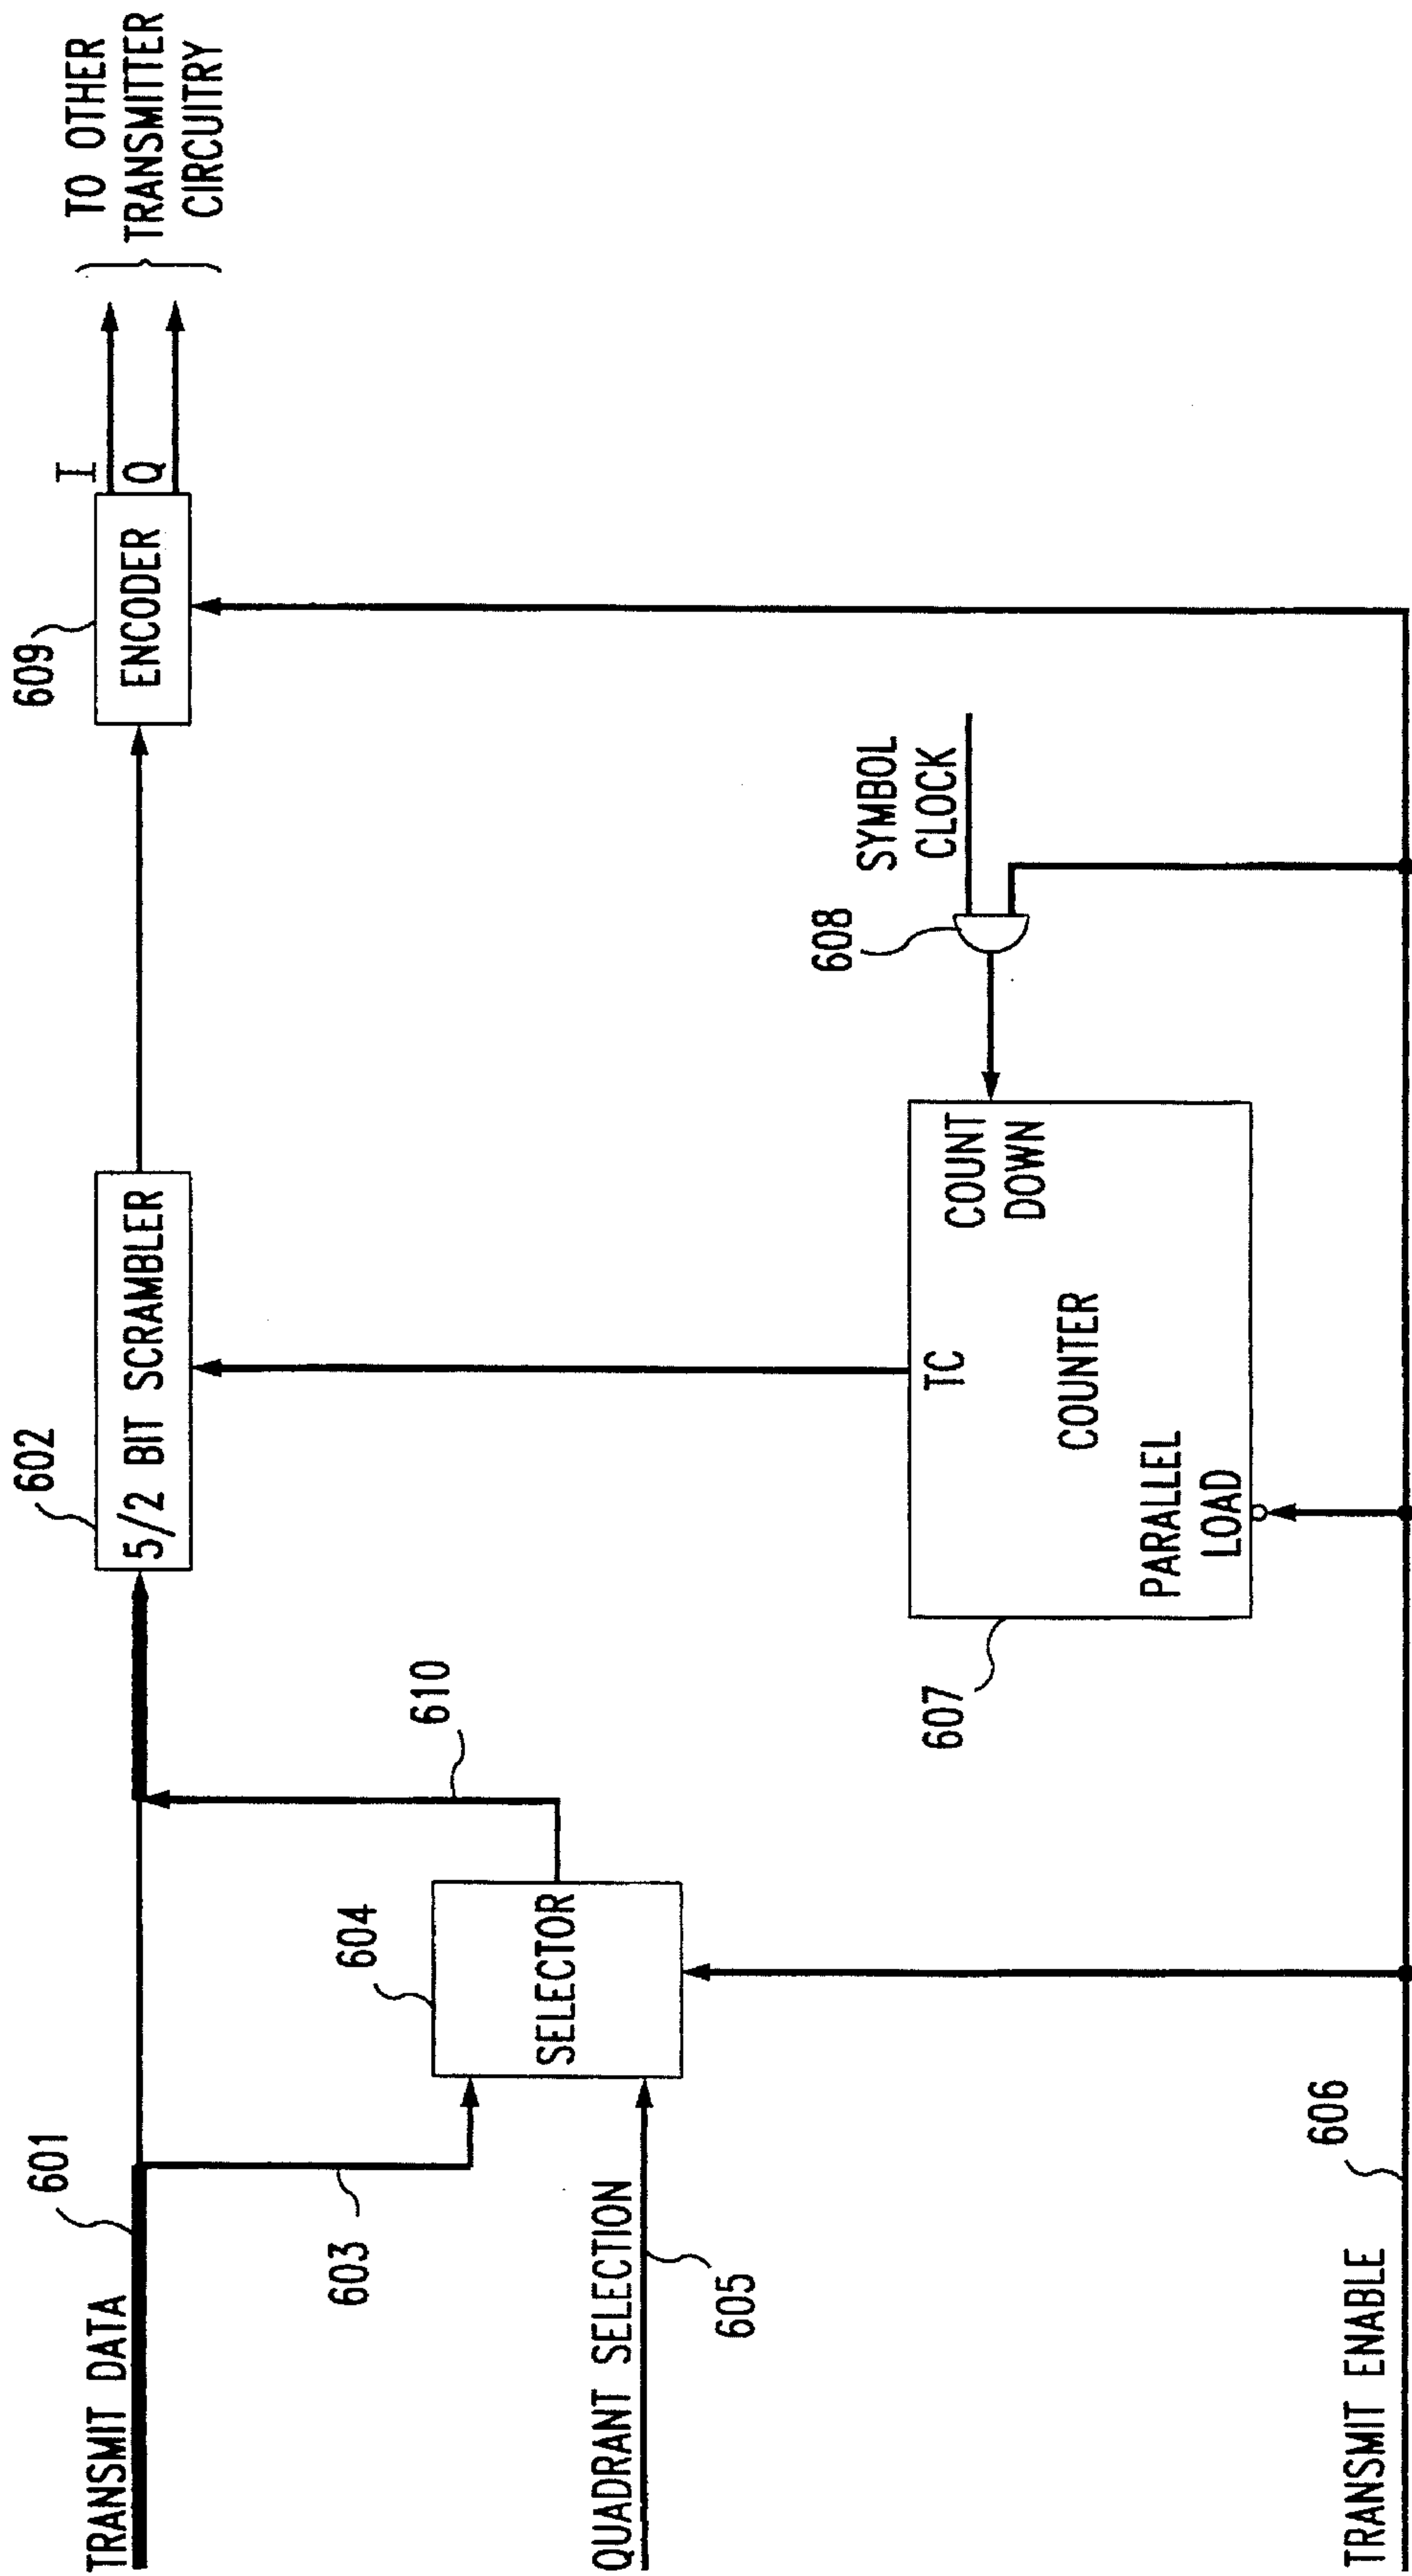 TRANSMIT DATA
601
603
QUADRANT SELECTION
605
TRANSMIT ENABLE
606
604
SELECTOR
610
602
5/2 BIT SCRAMBLER
607
PARALLEL
LOAD
COUNTER
TC
COUNT
DOWN
608
SYMBOL
CLOCK
609
ENCODER
I
Q
TO OTHER
TRANSMITTER
CIRCUITRY